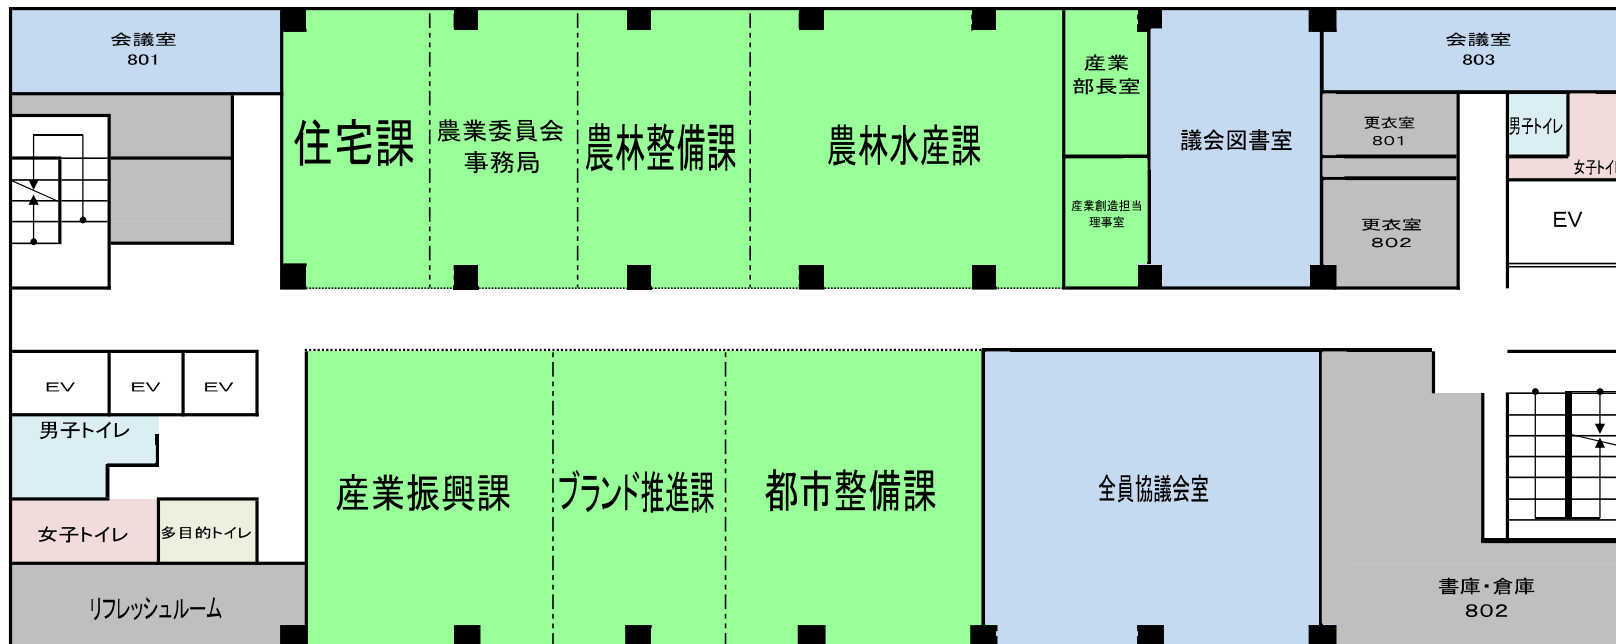 会議室
801
住宅課
農業委員会
事務局
農林整備課
農林水産課
産業
部長室
産業創造担当
理事室
議会図書室
会議室
803
更衣室
801
更衣室
802
男子トイレ
女子トイレ
EV
EV
EV
EV
男子トイレ
女子トイレ
多目的トイレ
リフレッシュルーム
産業振興課
ブランド推進課
都市整備課
全員協議会室
書庫・倉庫
802